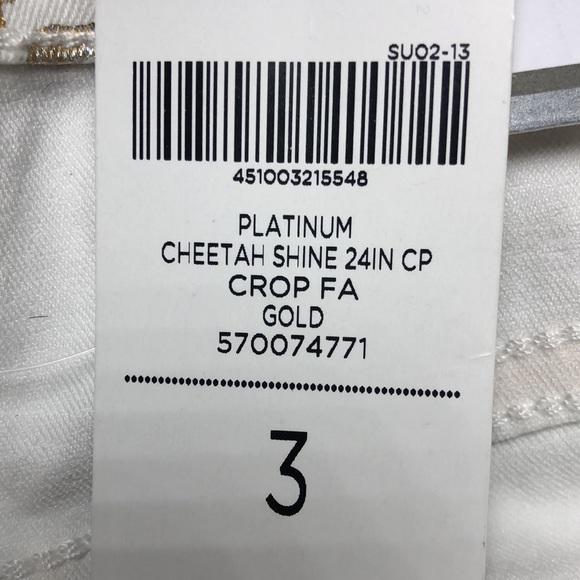 SU02-13
451003215548
PLATINUM
CHEETAH SHINE 24IN CP
CROP FA
GOLD
570074771
3